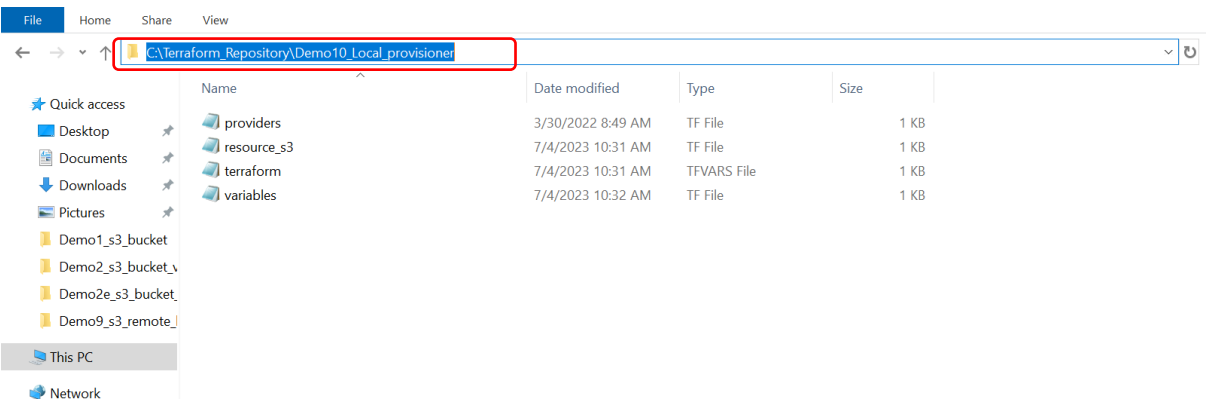 File Home Share View
C:\Terraform_Repository\Demo10_Local_provisioner
Name Date modified Type Size
Quick access
Desktop
Documents
Downloads
Pictures
Demo1_s3_bucket
Demo2_s3_bucket_v
Demo2e_s3_bucket_
Demo9_s3_remote_l
This PC
Network
providers 3/30/2022 8:49 AM TF File 1 KB
resource_s3 7/4/2023 10:31 AM TF File 1 KB
terraform 7/4/2023 10:31 AM TFVARS File 1 KB
variables 7/4/2023 10:32 AM TF File 1 KB